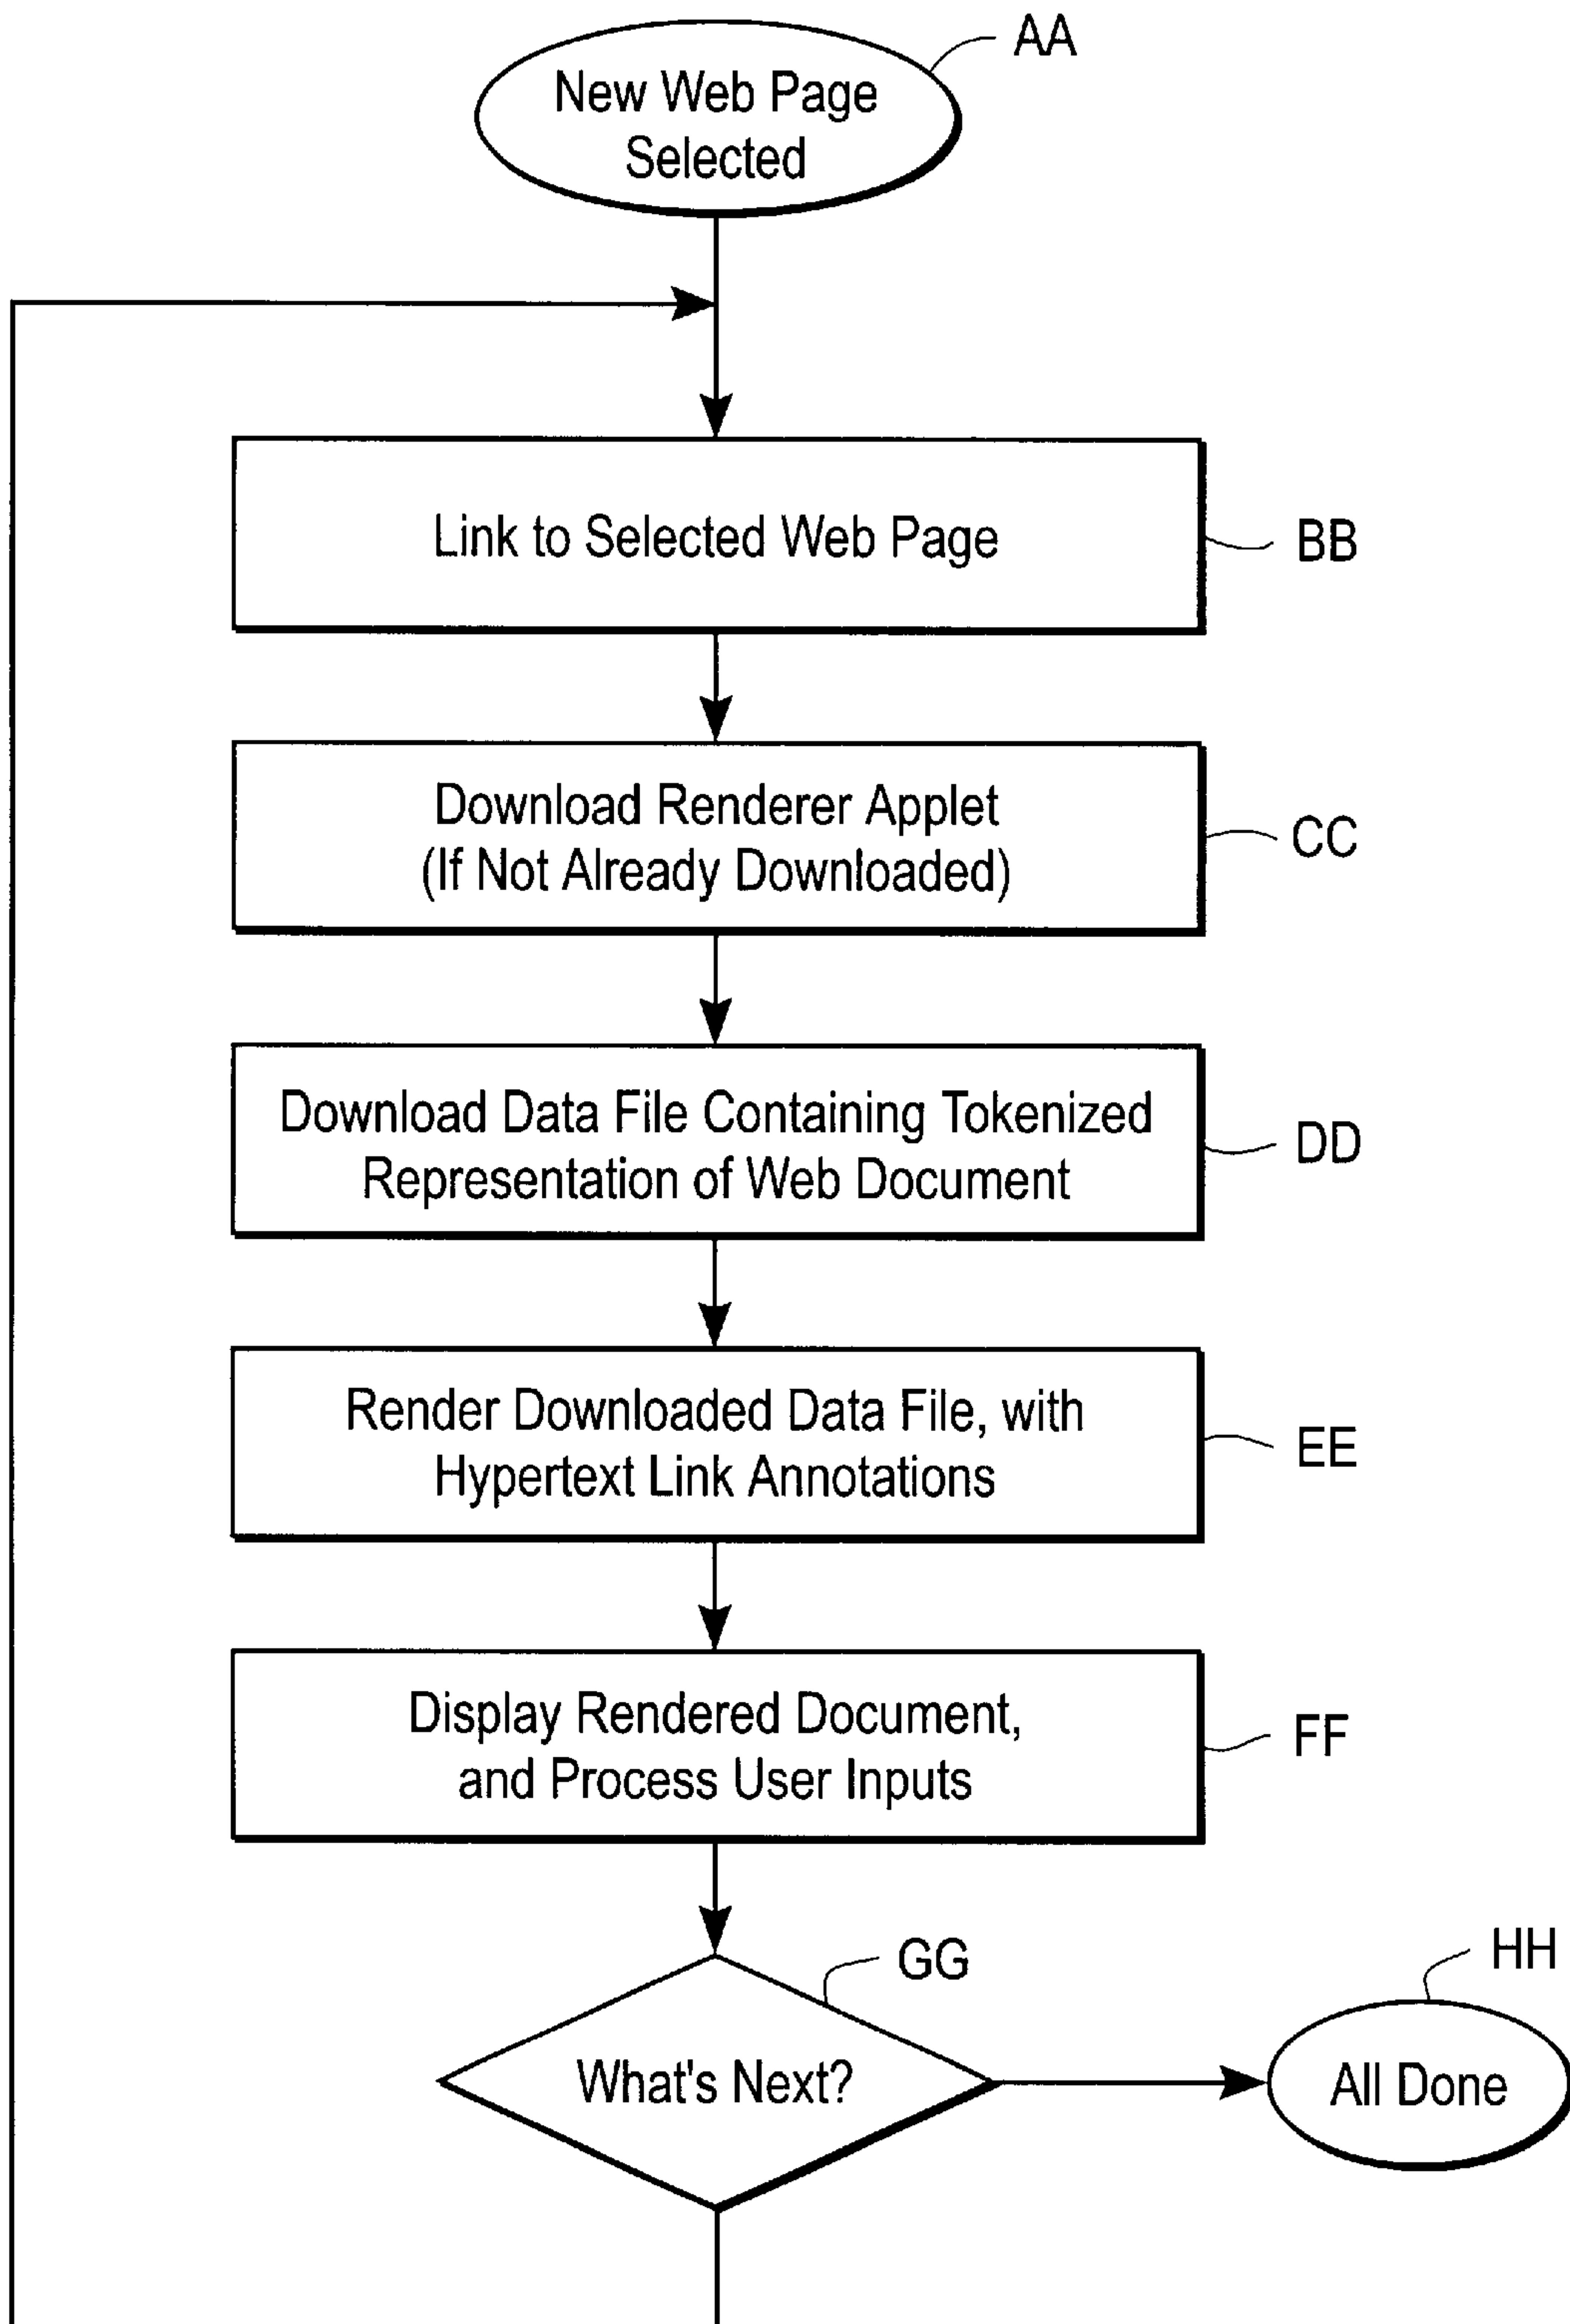 AA
New Web Page
Selected
Link to Selected Web Page
BB
Download Renderer Applet
(If Not Already Downloaded)
CC
Download Data File Containing Tokenized
Representation of Web Document
DD
Render Downloaded Data File, with
Hypertext Link Annotations
EE
Display Rendered Document,
and Process User Inputs
FF
GG
What's Next?
HH
All Done